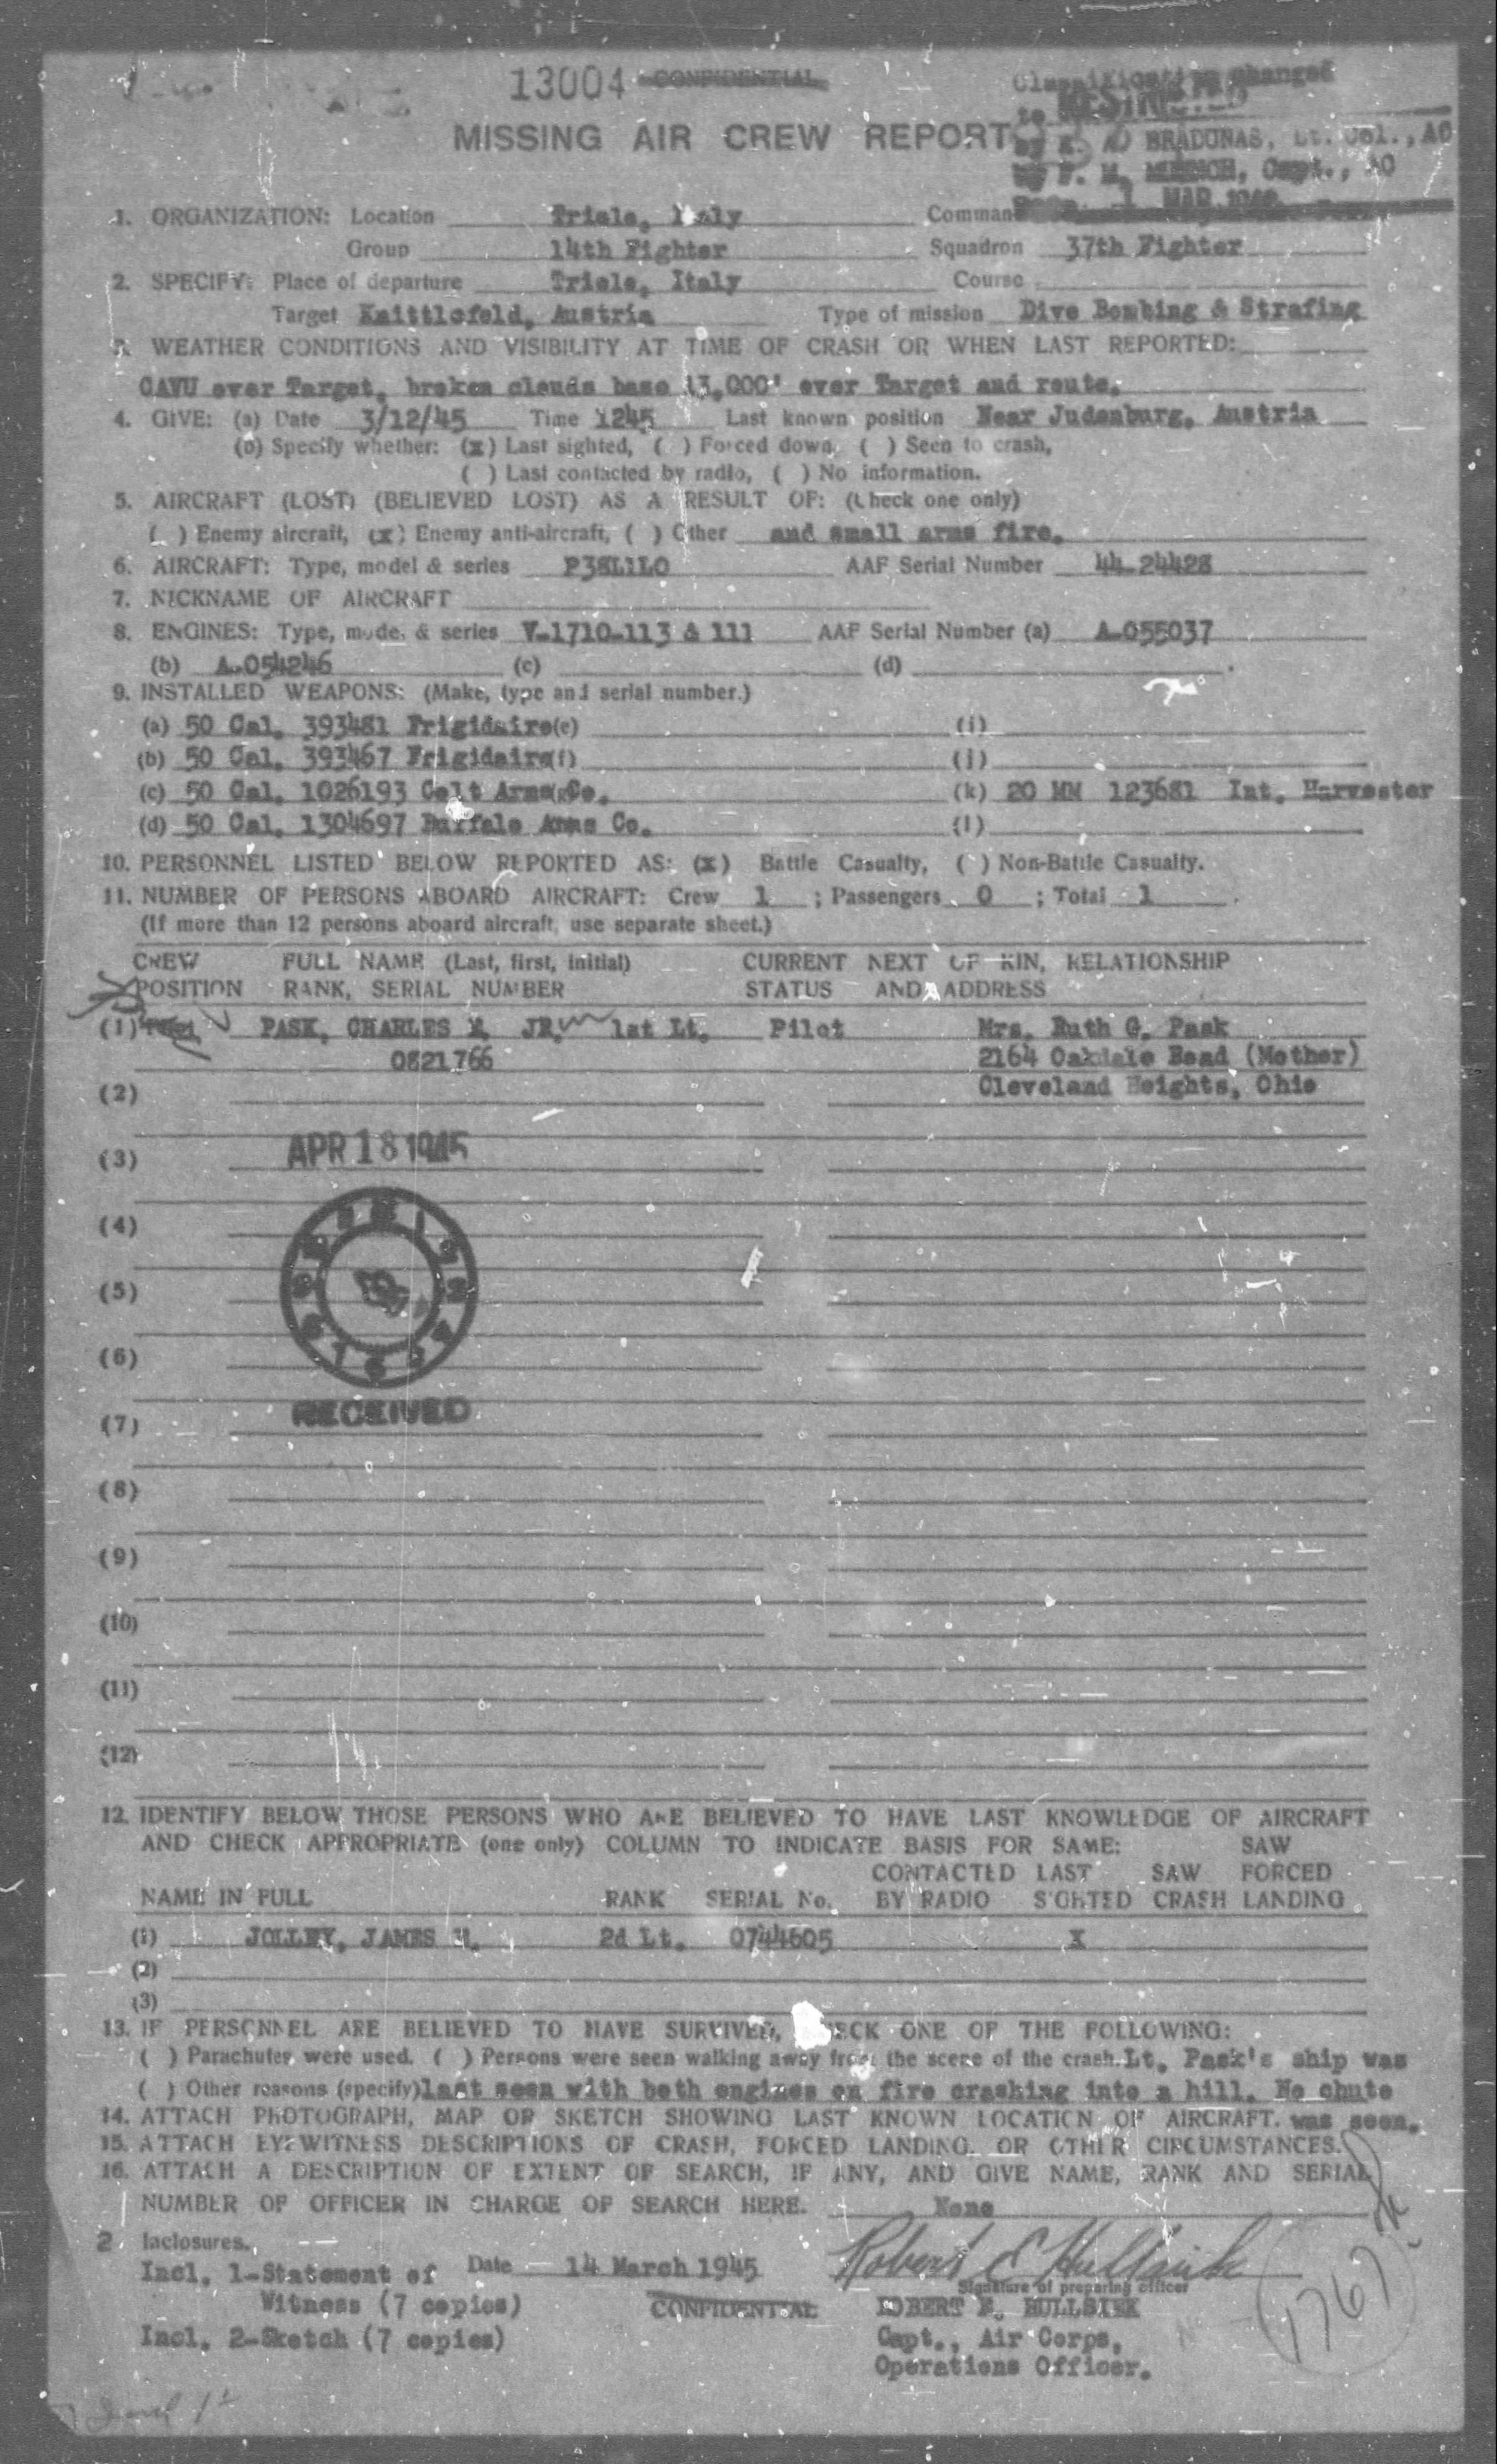 13004 CONFIDENTIAL
Classification changed
to RESTRICTED
MISSING AIR CREW REPORT
BRADUNAS, Lt. Col., AC
Capt., AC
MAR
1. ORGANIZATION: Location Triolo, Italy Command
Group 14th Fighter Squadron 37th Fighter
2. SPECIFY: Place of departure Triolo, Italy Course
Target Knittlefeld, Austria Type of mission Dive Bombing & Strafing
3. WEATHER CONDITIONS AND VISIBILITY AT TIME OF CRASH OR WHEN LAST REPORTED:
CAVU over Target, broken clouds base 13,000' over Target and route.
4. GIVE: (a) Date 3/12/45 Time 1245 Last known position Near Judenburg, Austria
(b) Specify whether: (x) Last sighted, ( ) Forced down, ( ) Seen to crash,
( ) Last contacted by radio, ( ) No information.
5. AIRCRAFT (LOST) (BELIEVED LOST) AS A RESULT OF: (Check one only)
( ) Enemy aircraft, (x) Enemy anti-aircraft, ( ) Other and small arms fire.
6. AIRCRAFT: Type, model & series P38L1LO AAF Serial Number 44-24428
7. NICKNAME OF AIRCRAFT
8. ENGINES: Type, model & series V-1710-113 & 111 AAF Serial Number (a) A-055037
(b) A-054246 (c) (d) .
9. INSTALLED WEAPONS: (Make, type and serial number.)
(a) 50 Cal. 393481 Frigidaire (e) (i)
(b) 50 Cal. 393467 Frigidaire (f) (j)
(c) 50 Cal. 1026193 Colt Arms (g) Co. (k) 20 MM 123681 Int. Harvester
(d) 50 Cal. 1304697 Buffalo Arms Co. (l)
10. PERSONNEL LISTED BELOW REPORTED AS: (x) Battle Casualty, ( ) Non-Battle Casualty.
11. NUMBER OF PERSONS ABOARD AIRCRAFT: Crew 1 ; Passengers 0 ; Total 1 .
(If more than 12 persons aboard aircraft, use separate sheet.)
CREW FULL NAME (Last, first, initial) CURRENT NEXT OF KIN, RELATIONSHIP
POSITION RANK, SERIAL NUMBER STATUS AND ADDRESS
(1) PASK, CHARLES JR. 1st Lt. Pilot Mrs. Ruth G. Pask
0821766 2164 Oakdale Road (Mother)
(2) Cleveland Heights, Ohio
(3) APR 18 1945
(4)
(5)
(6)
(7) RECEIVED
(8)
(9)
(10)
(11)
(12)
12. IDENTIFY BELOW THOSE PERSONS WHO ARE BELIEVED TO HAVE LAST KNOWLEDGE OF AIRCRAFT
AND CHECK APPROPRIATE (one only) COLUMN TO INDICATE BASIS FOR SAME: SAW
CONTACTED LAST SAW FORCED
NAME IN FULL RANK SERIAL No. BY RADIO SIGHTED CRASH LANDING
(1) JOLLEY, JAMES 2d Lt. 0744605 X
(2)
(3)
13. IF PERSONNEL ARE BELIEVED TO HAVE SURVIVED, CHECK ONE OF THE FOLLOWING:
( ) Parachutes were used. ( ) Persons were seen walking away from the scene of the crash. Lt. Pask's ship was
( ) Other reasons (specify) last seen with both engines on fire crashing into a hill. No chute
14. ATTACH PHOTOGRAPH, MAP OR SKETCH SHOWING LAST KNOWN LOCATION OF AIRCRAFT. was seen.
15. ATTACH EYEWITNESS DESCRIPTIONS OF CRASH, FORCED LANDING, OR OTHER CIRCUMSTANCES.
16. ATTACH A DESCRIPTION OF EXTENT OF SEARCH, IF ANY, AND GIVE NAME, RANK AND SERIAL
NUMBER OF OFFICER IN CHARGE OF SEARCH HERE. None
2 Inclosures.
Incl. 1-Statement of Date 14 March 1945 Robert E Hullsiek
Signature of preparing officer
Witness (7 copies) CONFIDENTIAL ROBERT E. HULLSIEK
Incl. 2-Sketch (7 copies) Capt., Air Corps,
Operations Officer.
1767